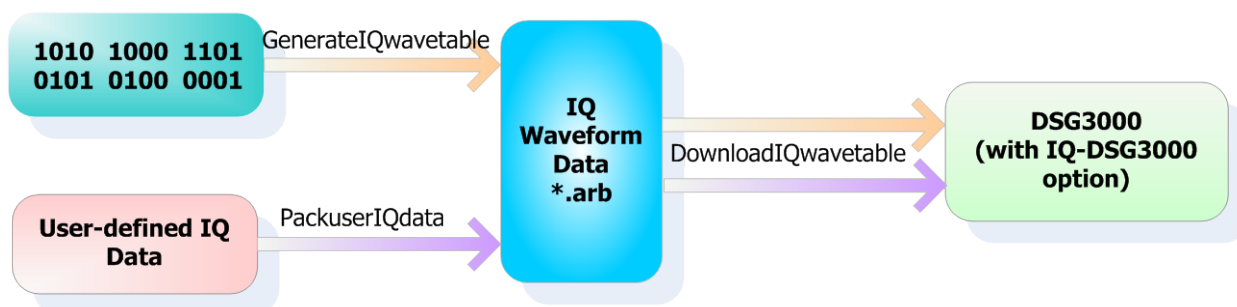 1010 1000 1101
0101 0100 0001
GenerateIQwavetable
User-defined IQ
Data
PackuserIQdata
IQ
Waveform
Data
*.arb
DownloadIQwavetable
DSG3000
(with IQ-DSG3000
option)